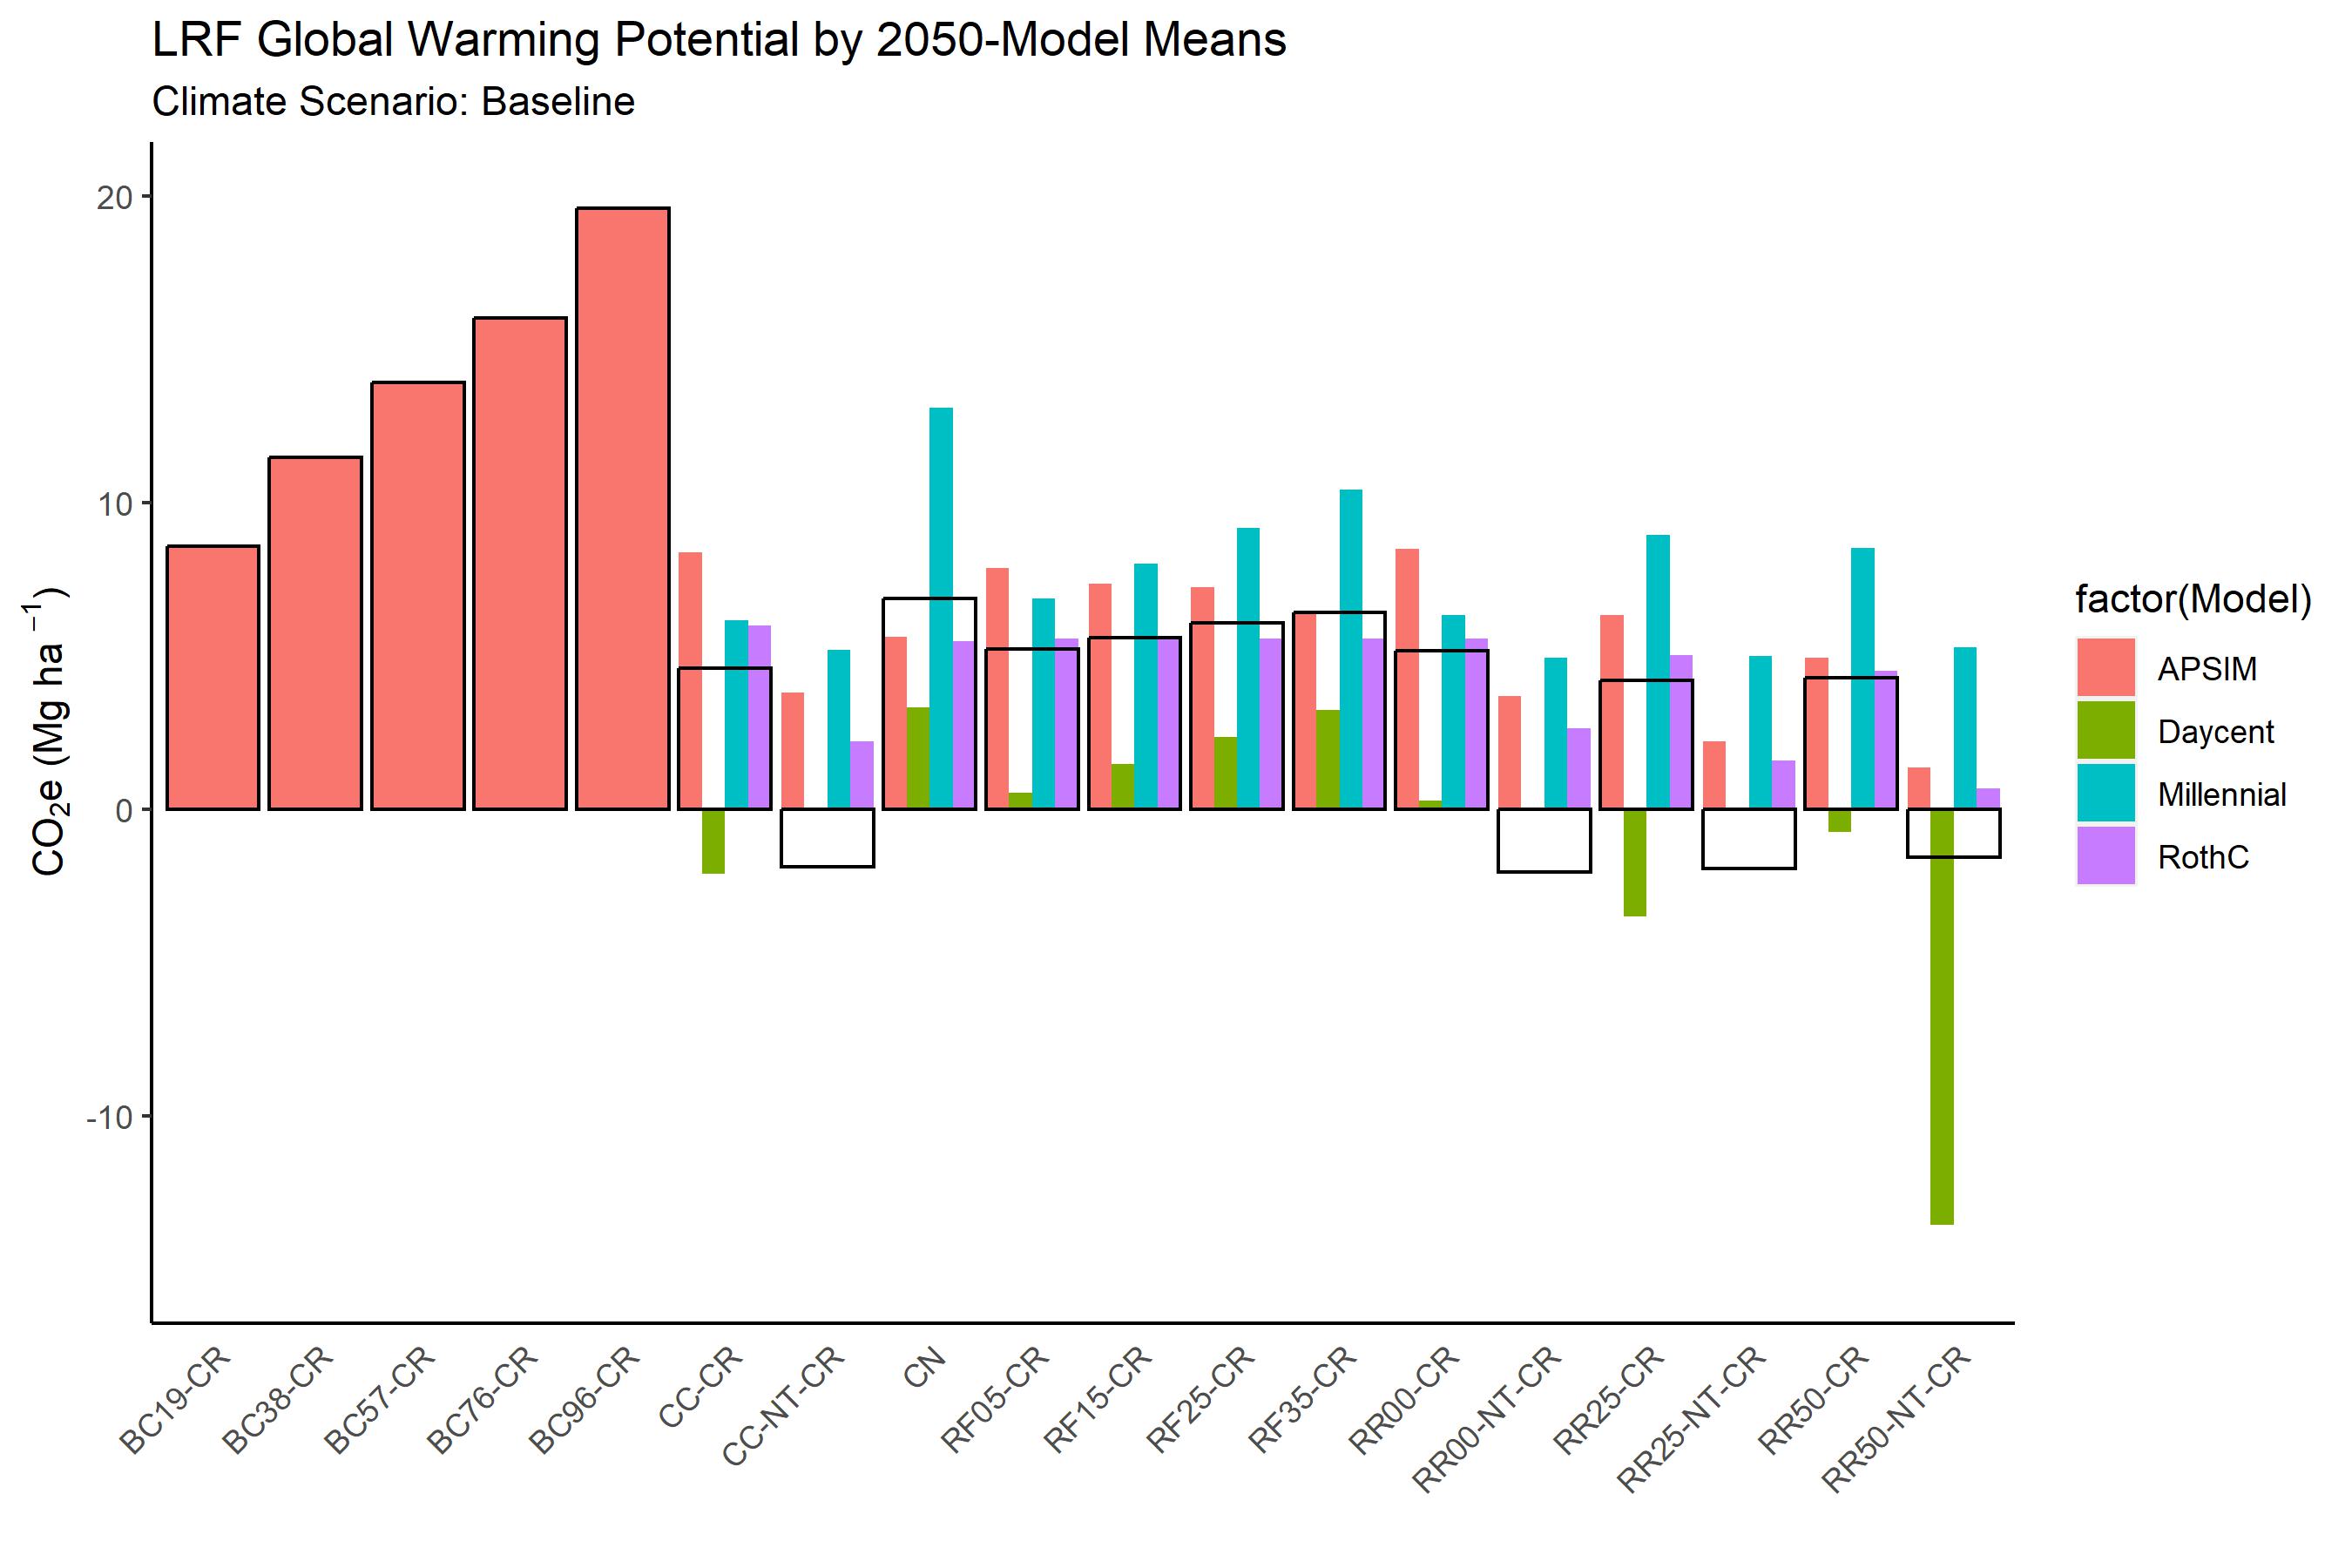 LRF Global Warming Potential by 2050-Model Means
Climate Scenario: Baseline
CO₂e (Mg ha ⁻¹)
20
10
0
-10
BC19-CR
BC38-CR
BC57-CR
BC76-CR
BC96-CR
CC-CR
CC-NT-CR
CN
RF05-CR
RF15-CR
RF25-CR
RF35-CR
RR00-CR
RR00-NT-CR
RR25-CR
RR25-NT-CR
RR50-CR
RR50-NT-CR
factor(Model)
APSIM
Daycent
Millennial
RothC